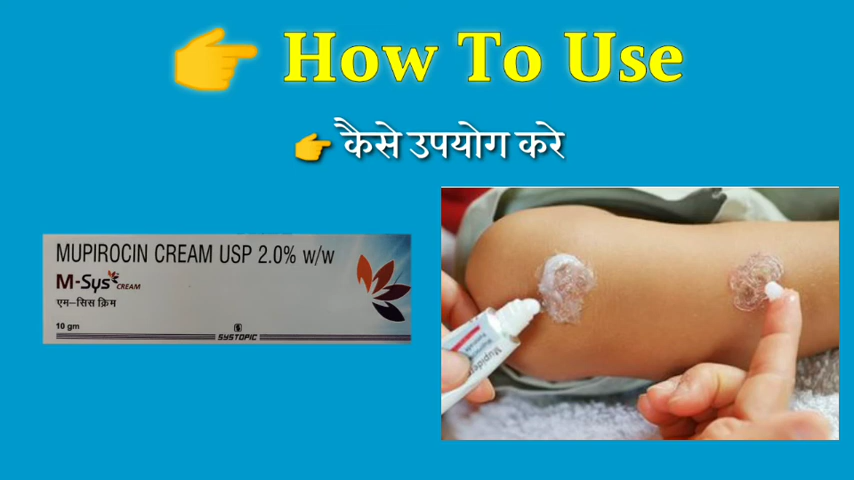 👉 How To Use
👉 कैसे उपयोग करे
MUPIROCIN CREAM USP 2.0% w/w
M-Sys CREAM
एम-सिस क्रिम
10 gm
SYSTOPIC